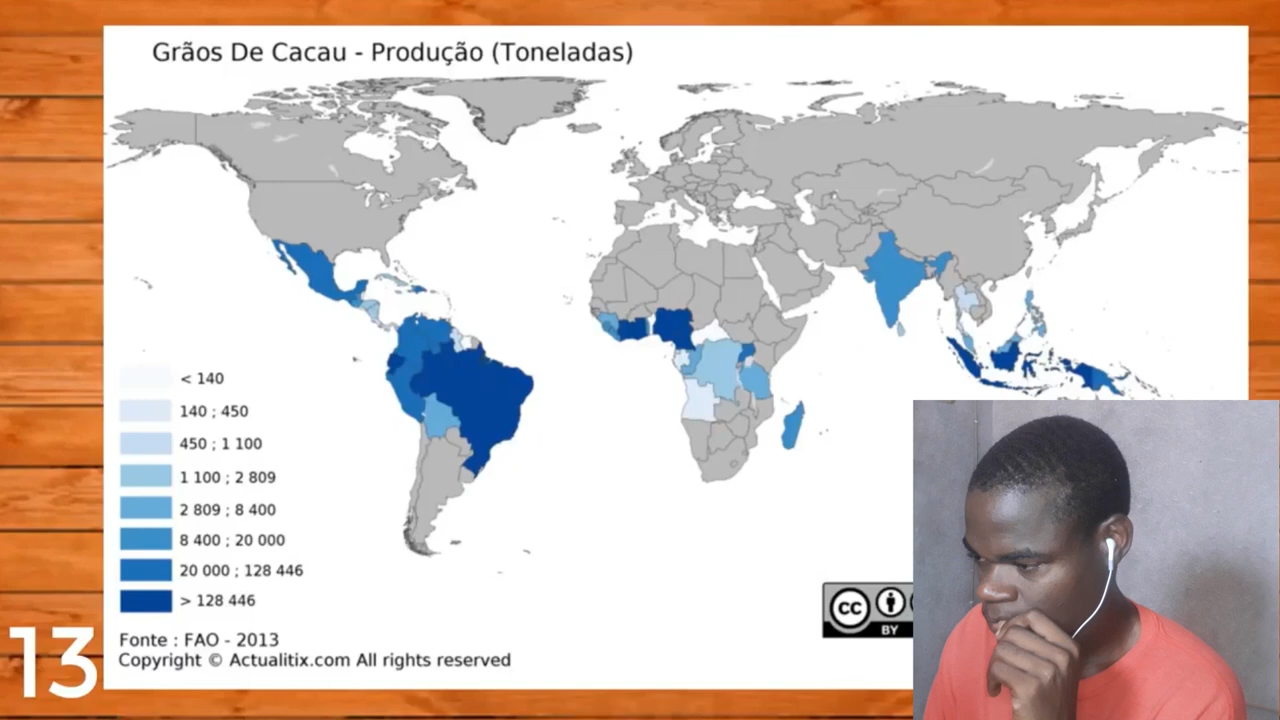 Grãos De Cacau - Produção (Toneladas)
< 140
140 ; 450
450 ; 1 100
1 100 ; 2 809
2 809 ; 8 400
8 400 ; 20 000
20 000 ; 128 446
> 128 446
Fonte : FAO - 2013
Copyright © Actualitix.com All rights reserved
cc
BY
13